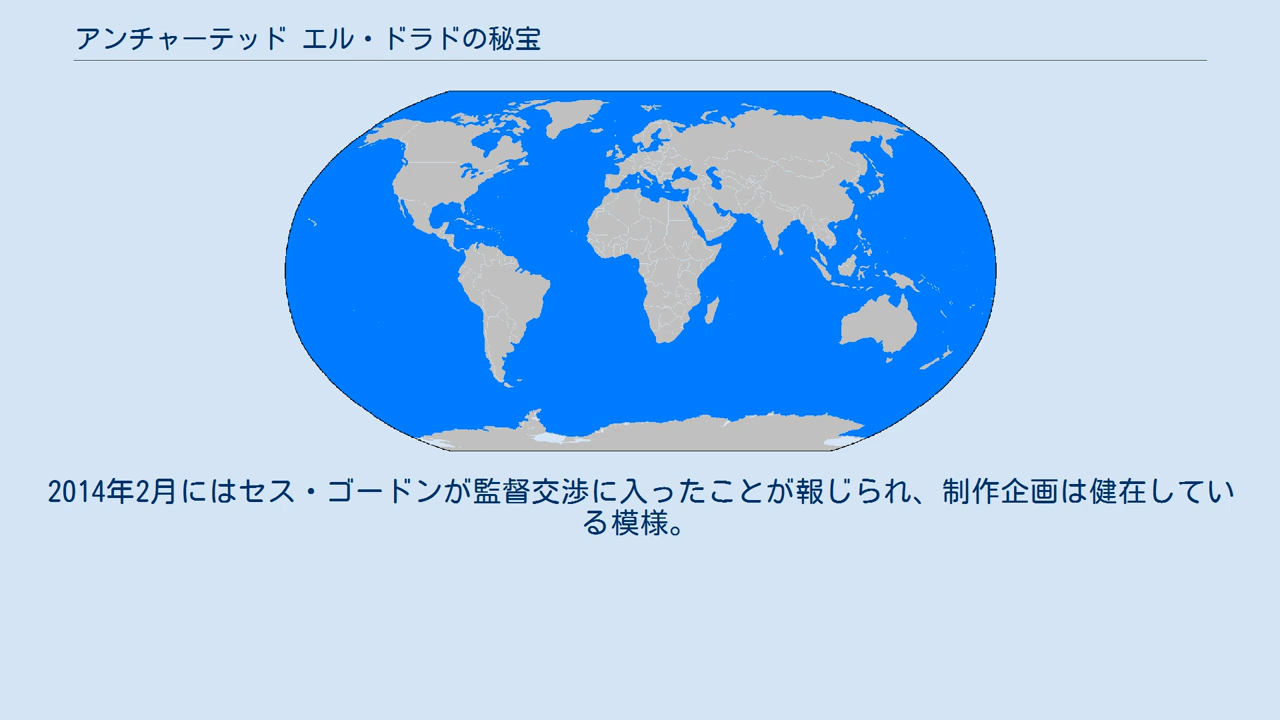 アンチャーテッド エル・ドラドの秘宝
2014年2月にはセス・ゴードンが監督交渉に入ったことが報じられ、制作企画は健在してい
る模様。